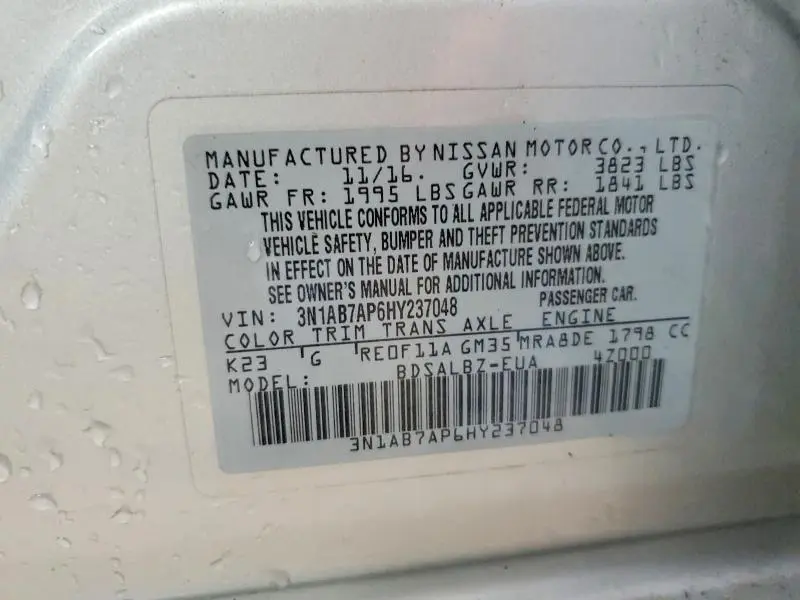 MANUFACTURED BY NISSAN MOTOR CO., LTD.
DATE: 11/16. GVWR: 3823 LBS
GAWR FR: 1995 LBS GAWR RR: 1841 LBS
THIS VEHICLE CONFORMS TO ALL APPLICABLE FEDERAL MOTOR
VEHICLE SAFETY, BUMPER AND THEFT PREVENTION STANDARDS
IN EFFECT ON THE DATE OF MANUFACTURE SHOWN ABOVE.
SEE OWNER'S MANUAL FOR ADDITIONAL INFORMATION.
VIN: 3N1AB7AP6HY237048 PASSENGER CAR.
COLOR TRIM TRANS AXLE ENGINE
K23 G RE0F11A GM35 MRA8DE 1798 CC
MODEL: BDSALBZ-EUA 4Z000
3N1AB7AP6HY237048